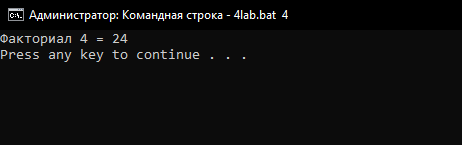 Администратор: Командная строка - 4lab.bat 4
Факториал 4 = 24
Press any key to continue . . .